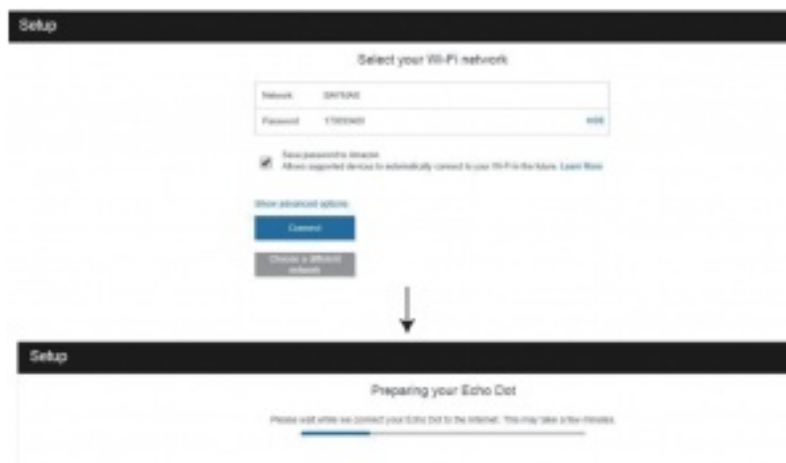 Setup
Select your Wi-Fi network
Network
Password HIDE
Save password to Amazon
Allows supported devices to automatically connect to your Wi-Fi in the future. Learn More
Show advanced options
Connect
Choose a different
network
Setup
Preparing your Echo Dot
Please wait while we connect your Echo Dot to the internet. This may take a few minutes.